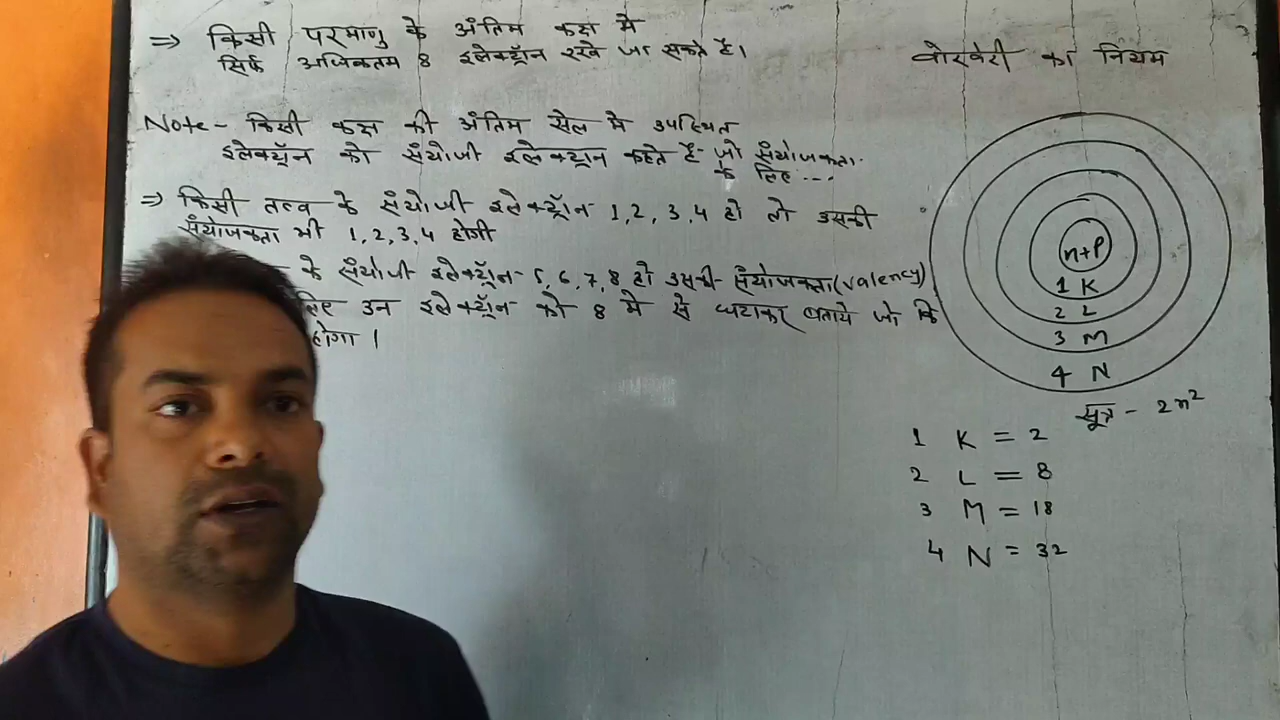 ⇒ किसी परमाणु के अंतिम कक्ष मे
सिर्फ अधिकतम 8 इलेक्ट्रॉन रखे जा सकते है।
Note - किसी कक्ष की अंतिम सेल मे उपस्थित
इलेक्ट्रॉन को संयोजी इलेक्ट्रान कहते है जो संयोजकता
के लिए ...
⇒ किसी तत्व के संयोजी इलेक्ट्रॉन 1,2,3,4 हो तो उसकी
संयोजकता भी 1,2,3,4 होगी
के संयोजी इलेक्ट्रॉन 5,6,7,8 हो उसकी संयोजकता (valency)
लिए उन इलेक्ट्रॉन को 8 मे से घटाकर बताये जो कि
होगा ।
वोरवेरी का नियम
n+p
1 K
2 L
3 M
4 N
सूत्र - 2n²
1 K = 2
2 L = 8
3 M = 18
4 N = 32